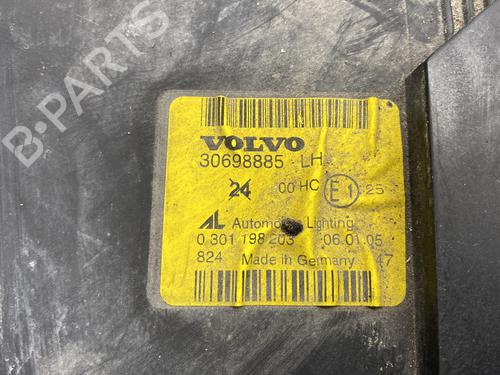 VOLVO
30698885 LH
24 00 HC E1 25
AL Automotive Lighting
0 301 198 203 06.01.05
824 Made in Germany 47
B-PARTS